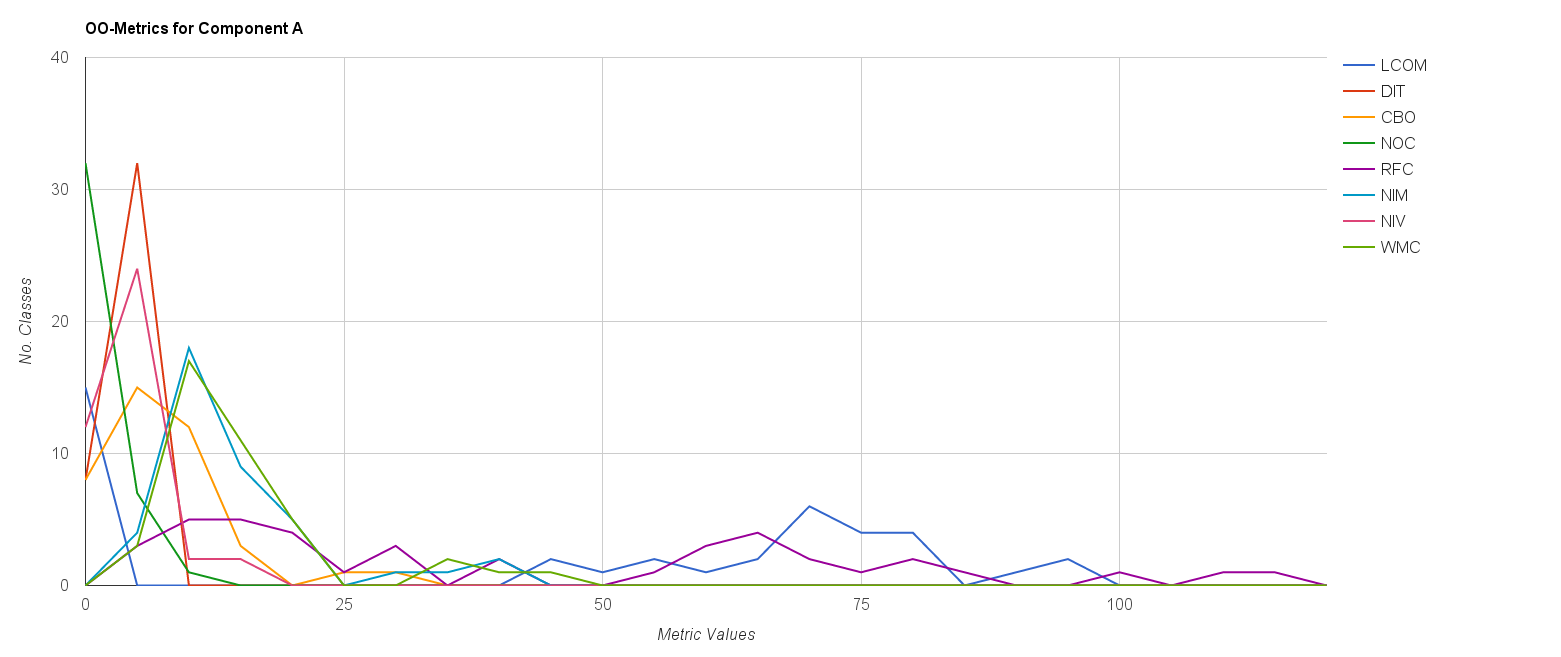 OO-Metrics for Component A
40
30
20
10
0
No. Classes
0 25 50 75 100
Metric Values
LCOM
DIT
CBO
NOC
RFC
NIM
NIV
WMC